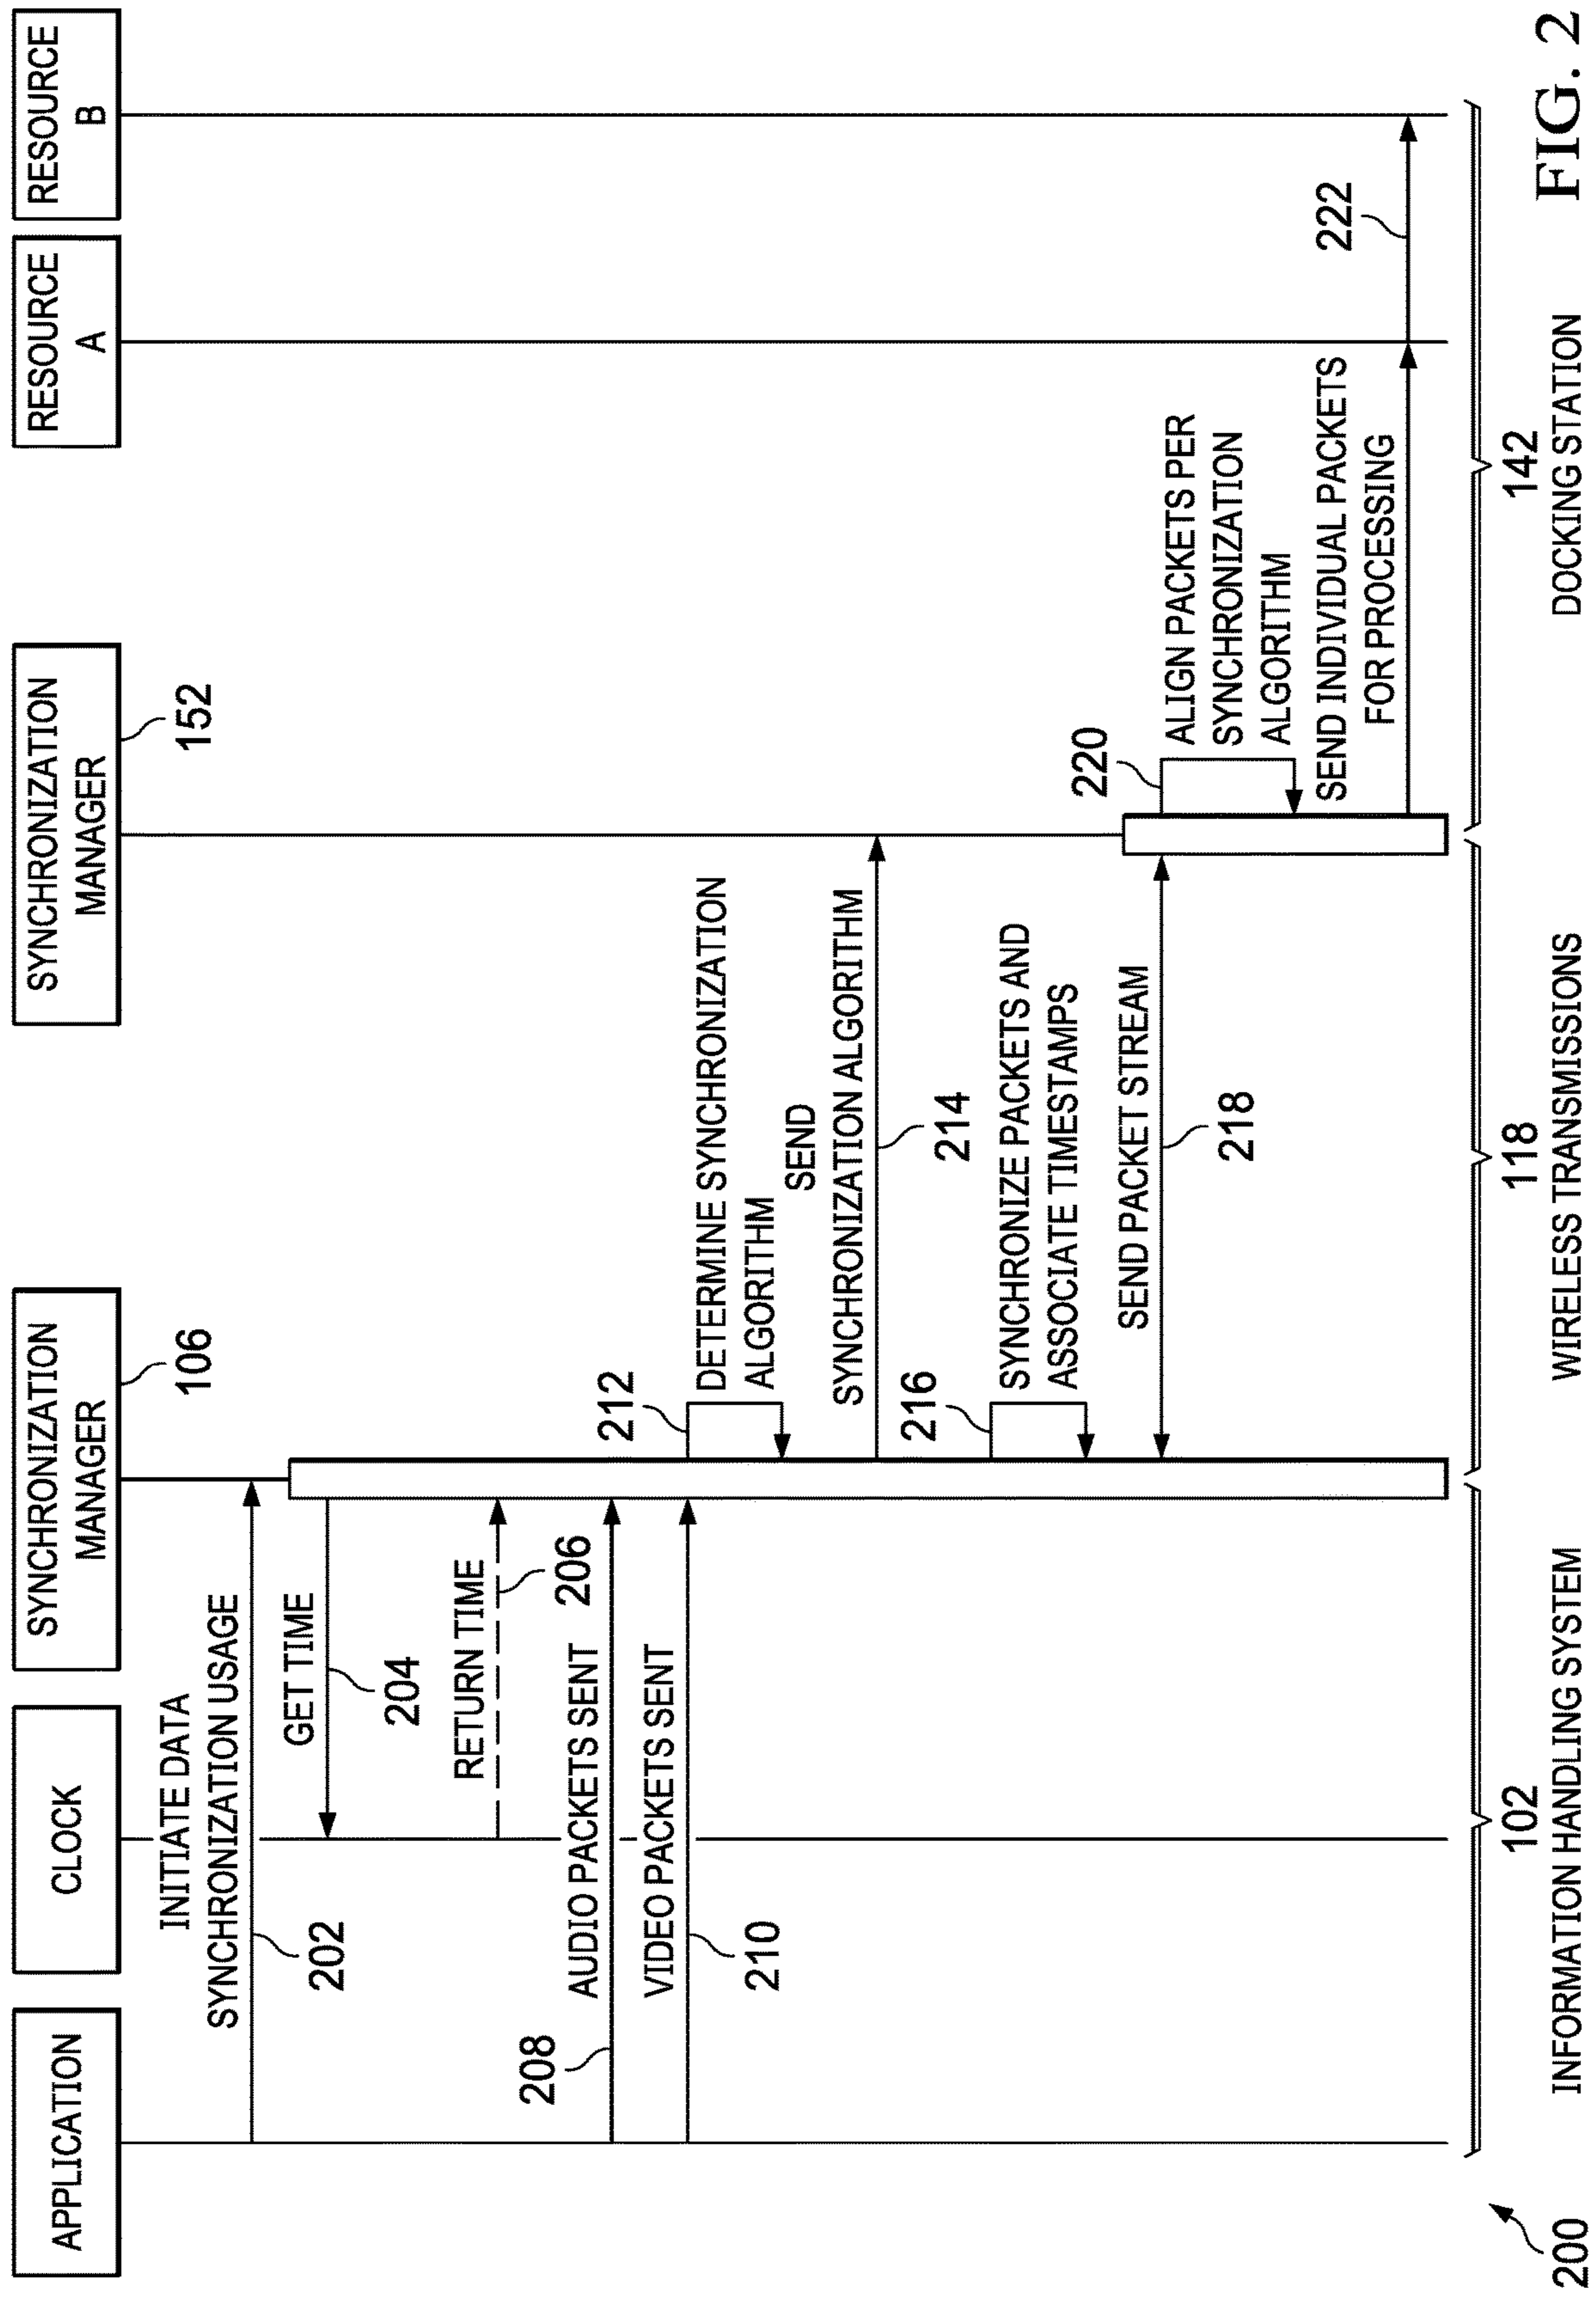 APPLICATION
CLOCK
SYNCHRONIZATION
MANAGER
106
SYNCHRONIZATION
MANAGER
152
RESOURCE
A
RESOURCE
B
INITIATE DATA
SYNCHRONIZATION USAGE
202
GET TIME
204
RETURN TIME
206
AUDIO PACKETS SENT
208
VIDEO PACKETS SENT
210
212
DETERMINE SYNCHRONIZATION
ALGORITHM
SEND
SYNCHRONIZATION ALGORITHM
214
216
SYNCHRONIZE PACKETS AND
ASSOCIATE TIMESTAMPS
SEND PACKET STREAM
218
220
ALIGN PACKETS PER
SYNCHRONIZATION
ALGORITHM
SEND INDIVIDUAL PACKETS
FOR PROCESSING
222
102
INFORMATION HANDLING SYSTEM
118
WIRELESS TRANSMISSIONS
142
DOCKING STATION
200
FIG. 2